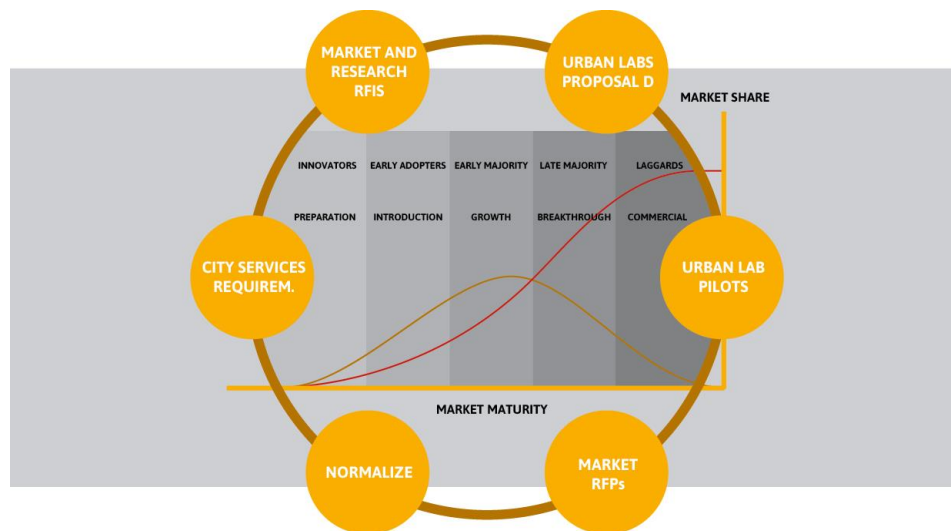 MARKET AND
RESEARCH
RFIS
URBAN LABS
PROPOSAL D
MARKET SHARE
INNOVATORS
EARLY ADOPTERS
EARLY MAJORITY
LATE MAJORITY
LAGGARDS
PREPARATION
INTRODUCTION
GROWTH
BREAKTHROUGH
COMMERCIAL
CITY SERVICES
REQUIREM.
URBAN LAB
PILOTS
MARKET MATURITY
NORMALIZE
MARKET
RFPs